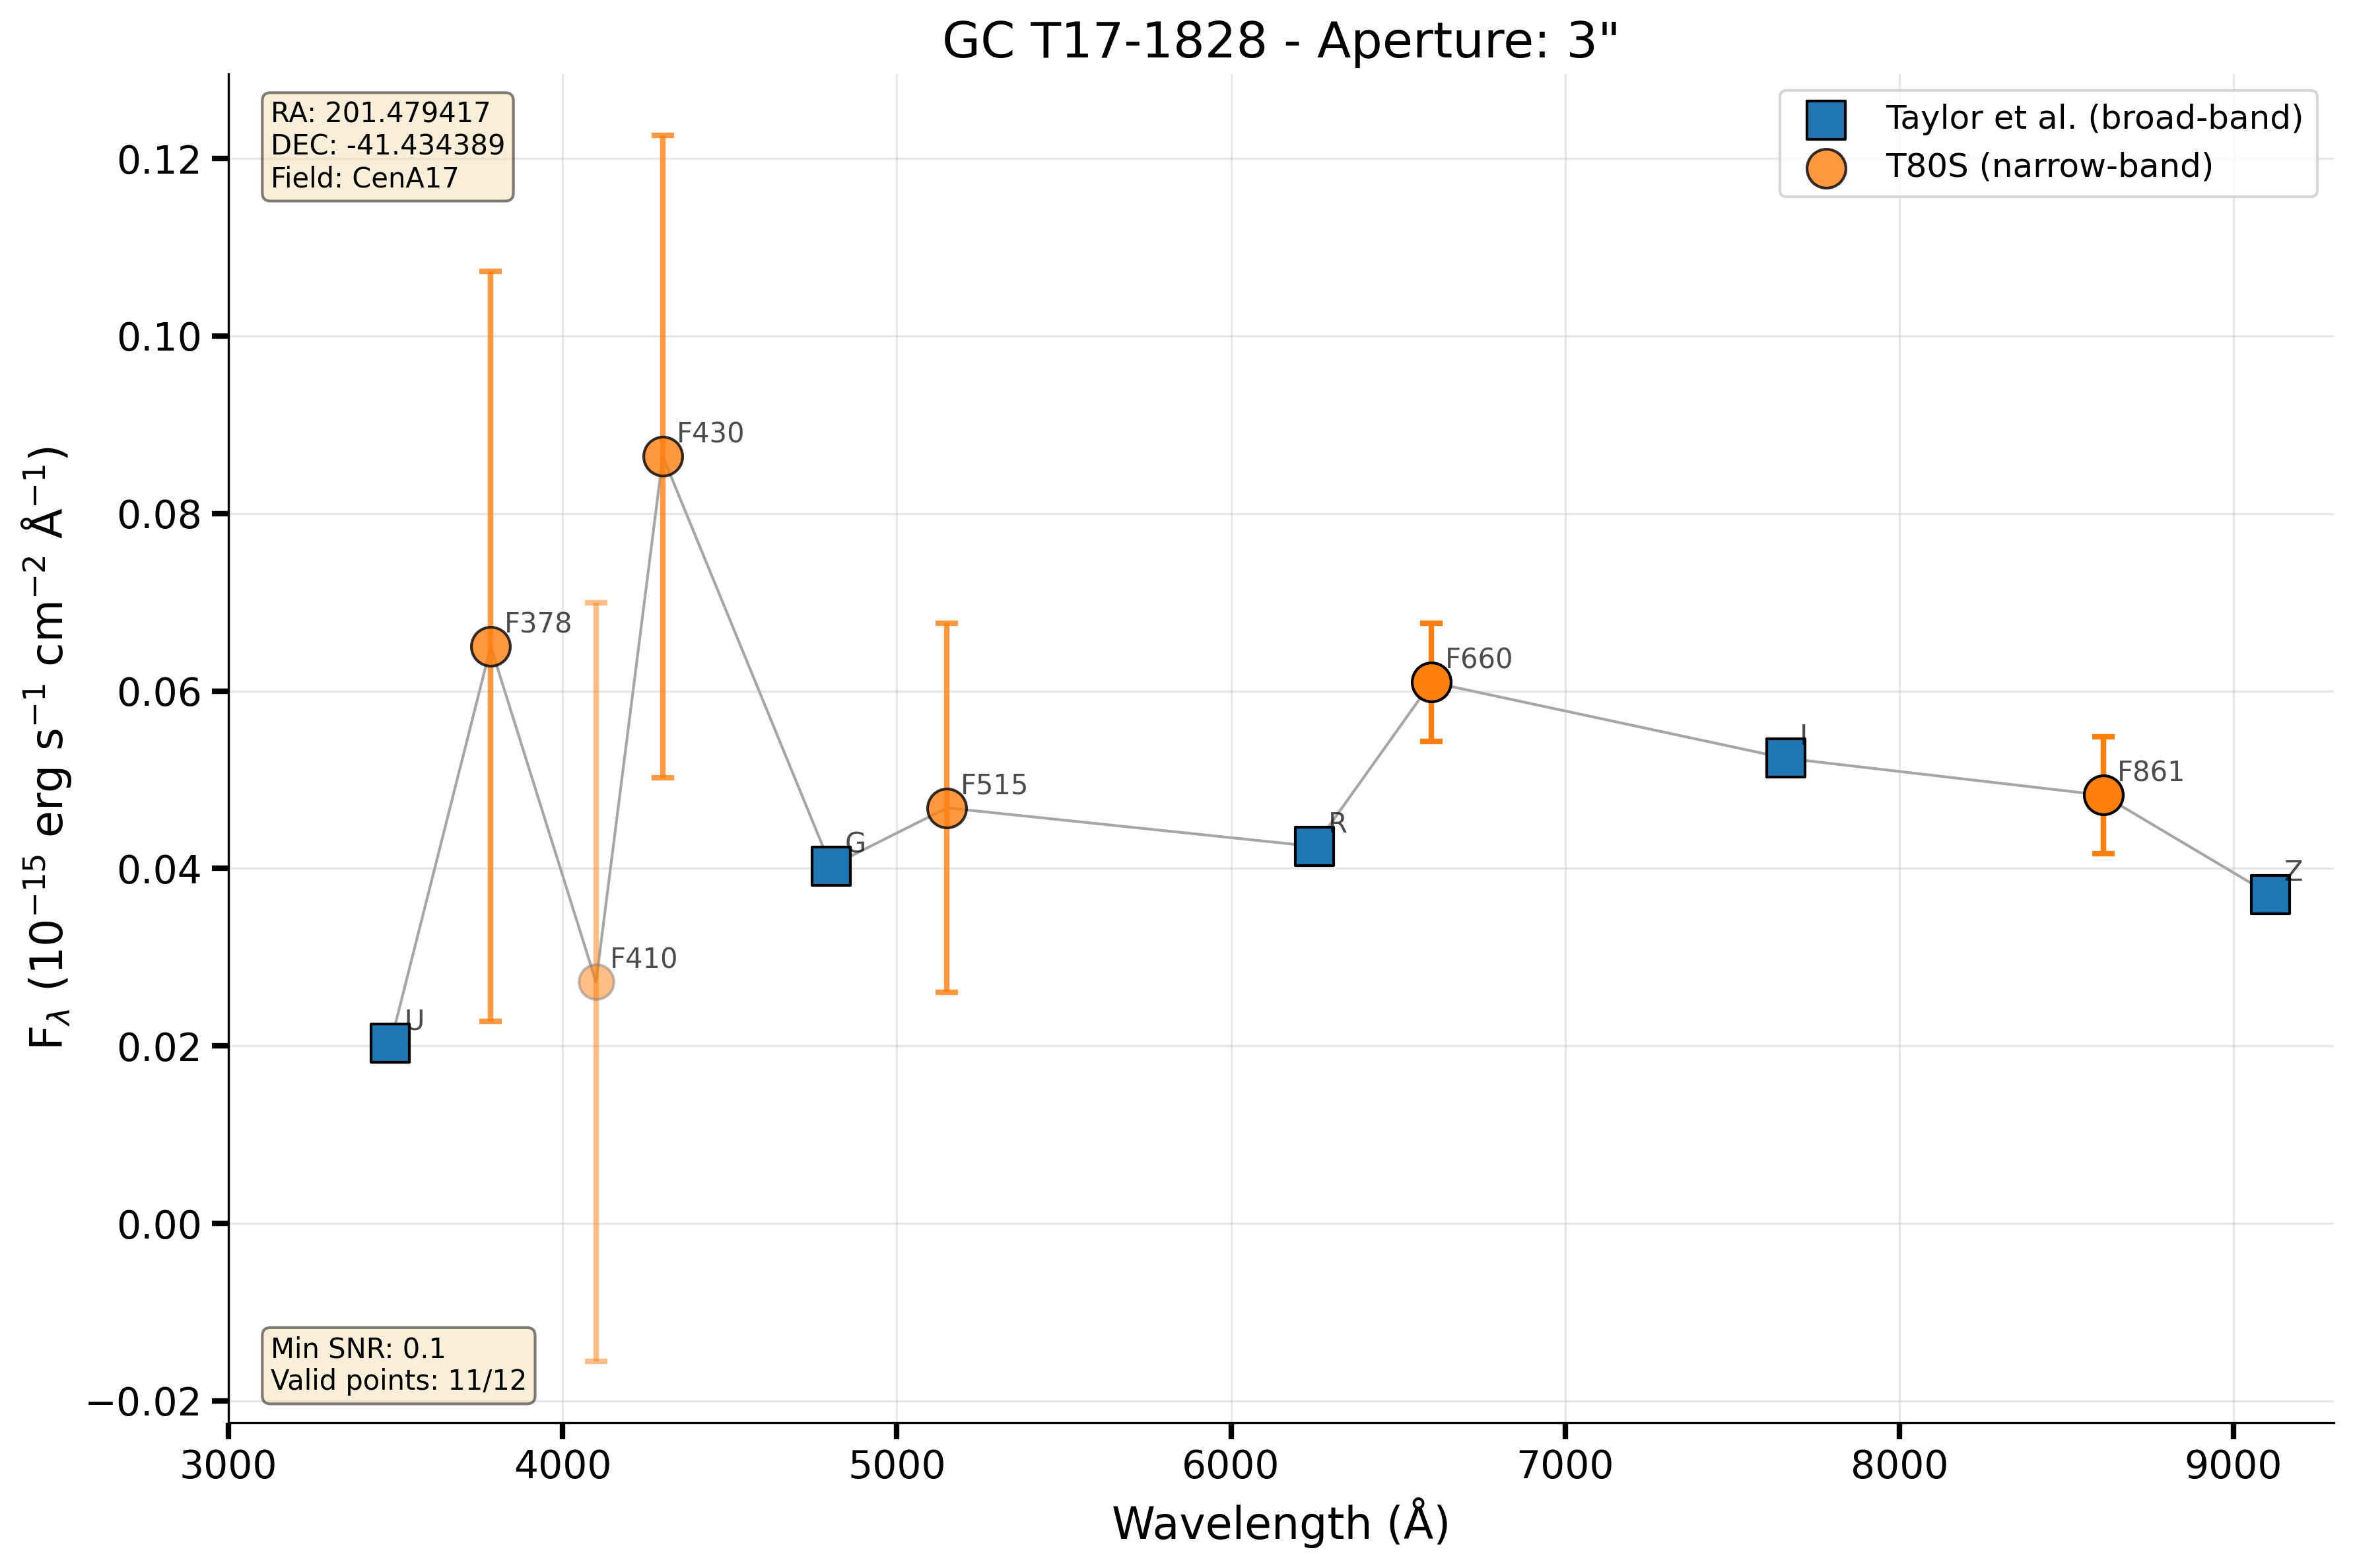 GC T17-1828 - Aperture: 3"
RA: 201.479417
DEC: -41.434389
Field: CenA17
Taylor et al. (broad-band)
T80S (narrow-band)
0.12
0.10
0.08
0.06
0.04
0.02
0.00
−0.02
F_λ (10⁻¹⁵ erg s⁻¹ cm⁻² Å⁻¹)
U
F378
F410
F430
G
F515
R
F660
I
F861
Z
Min SNR: 0.1
Valid points: 11/12
3000 4000 5000 6000 7000 8000 9000
Wavelength (Å)